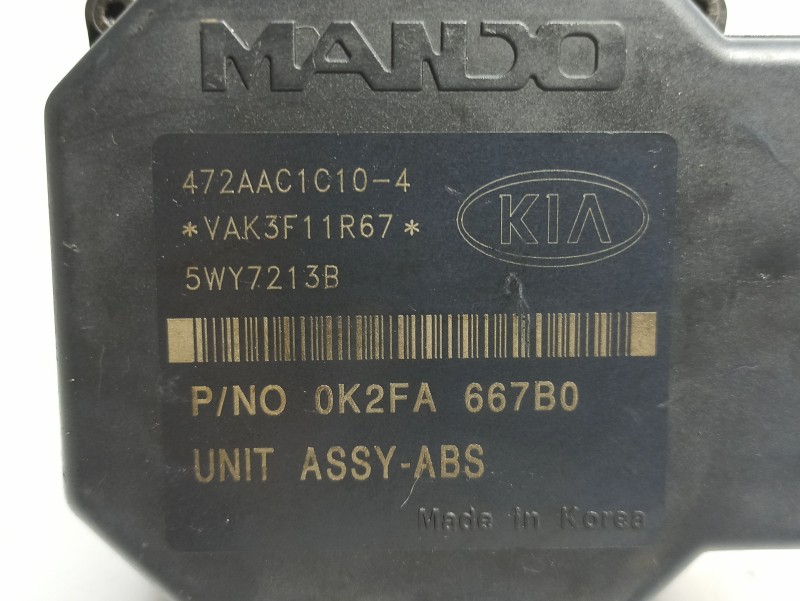 MANDO
472AAC1C10-4
KIA
*VAK3F11R67*
5WY7213B
P/NO 0K2FA 667B0
UNIT ASSY-ABS
Made in Korea